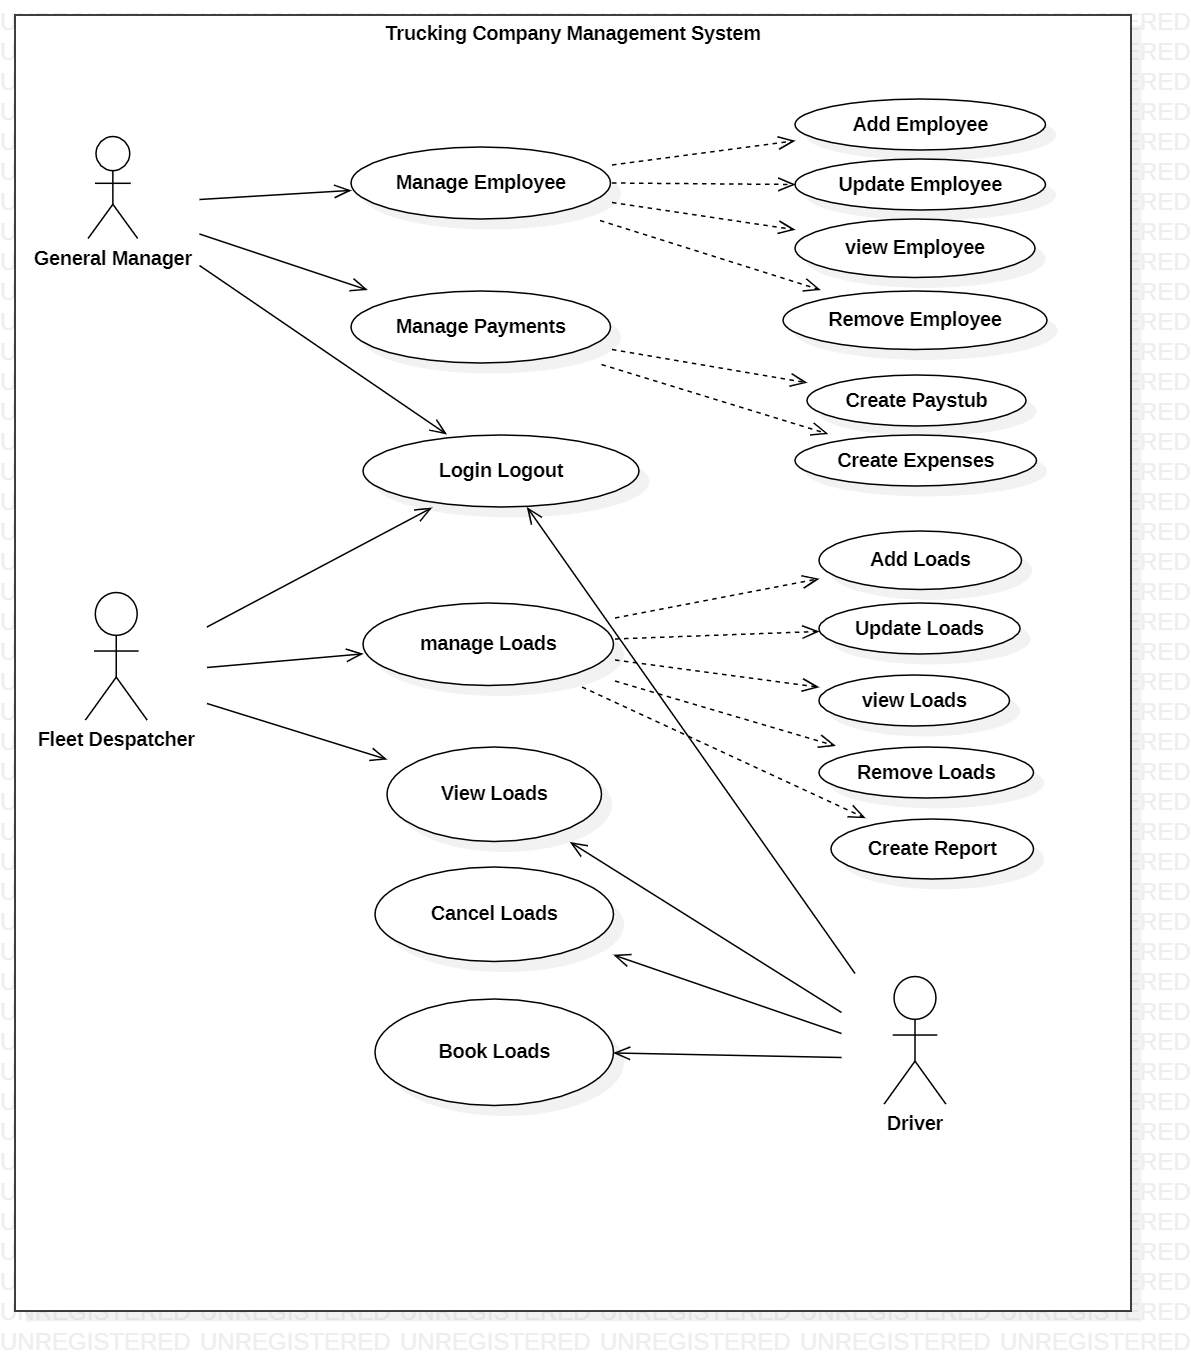 Trucking Company Management System
Add Employee
Manage Employee
Update Employee
view Employee
General Manager
Remove Employee
Manage Payments
Create Paystub
Create Expenses
Login Logout
Add Loads
Update Loads
manage Loads
view Loads
Fleet Despatcher
Remove Loads
View Loads
Create Report
Cancel Loads
Book Loads
Driver
UNREGISTERED UNREGISTERED UNREGISTERED UNREGISTERED UNREGISTERED UNREGISTERED